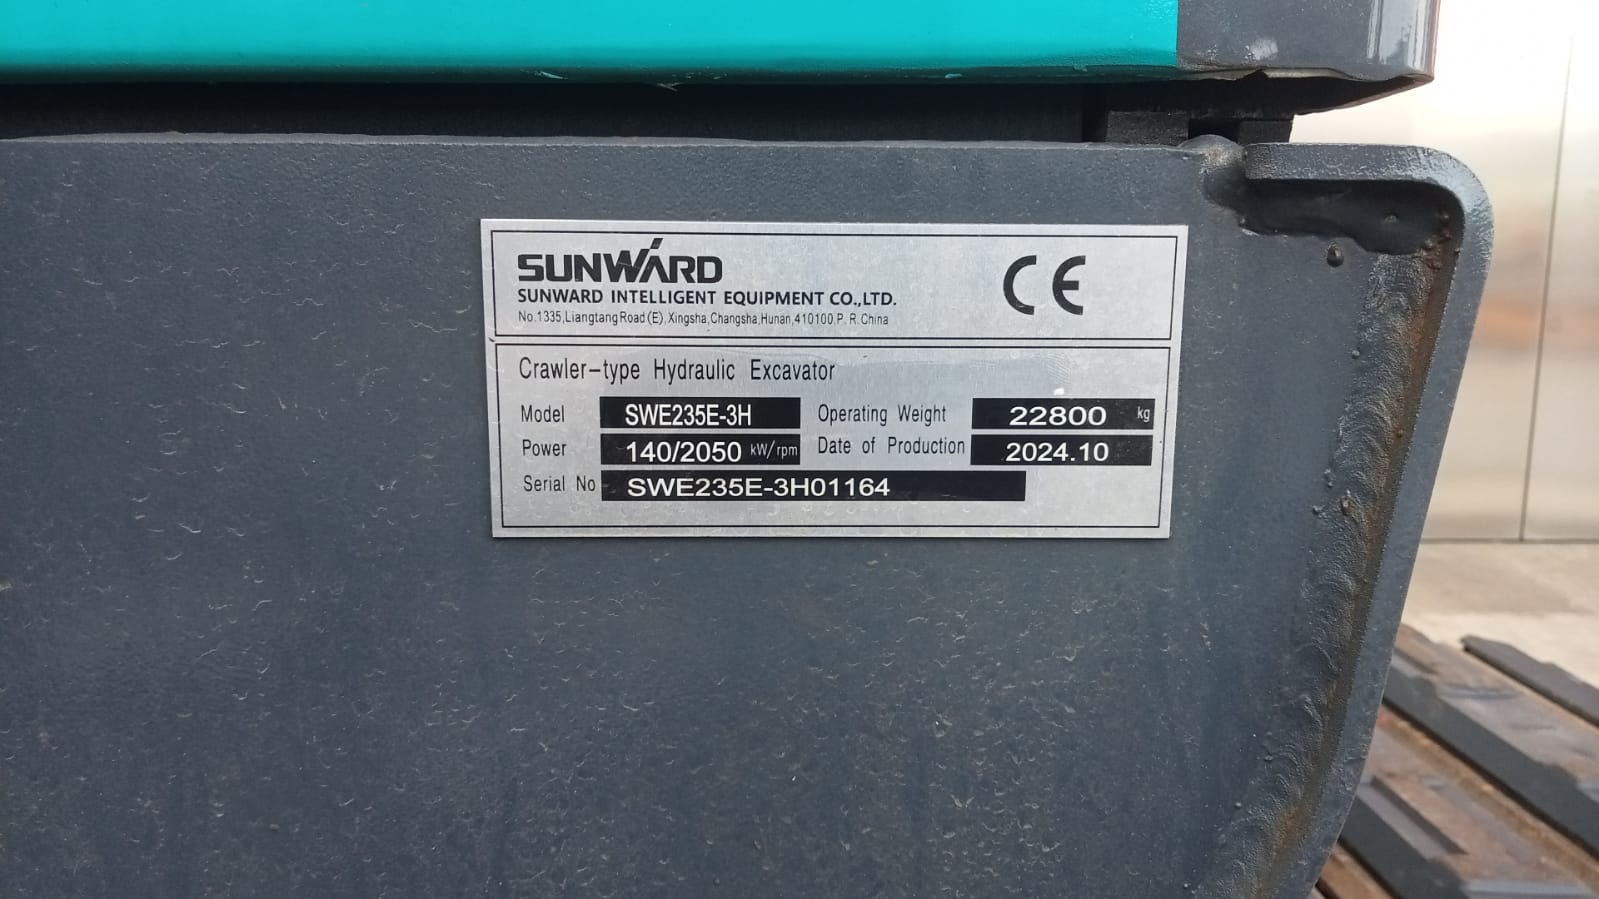 SUNWARD
SUNWARD INTELLIGENT EQUIPMENT CO.,LTD.
No.1335,Liangtang Road (E),Xingsha,Changsha,Hunan,410100,P. R. China
CE
Crawler-type Hydraulic Excavator
Model SWE235E-3H Operating Weight 22800 kg
Power 140/2050 kW/rpm Date of Production 2024.10
Serial No SWE235E-3H01164